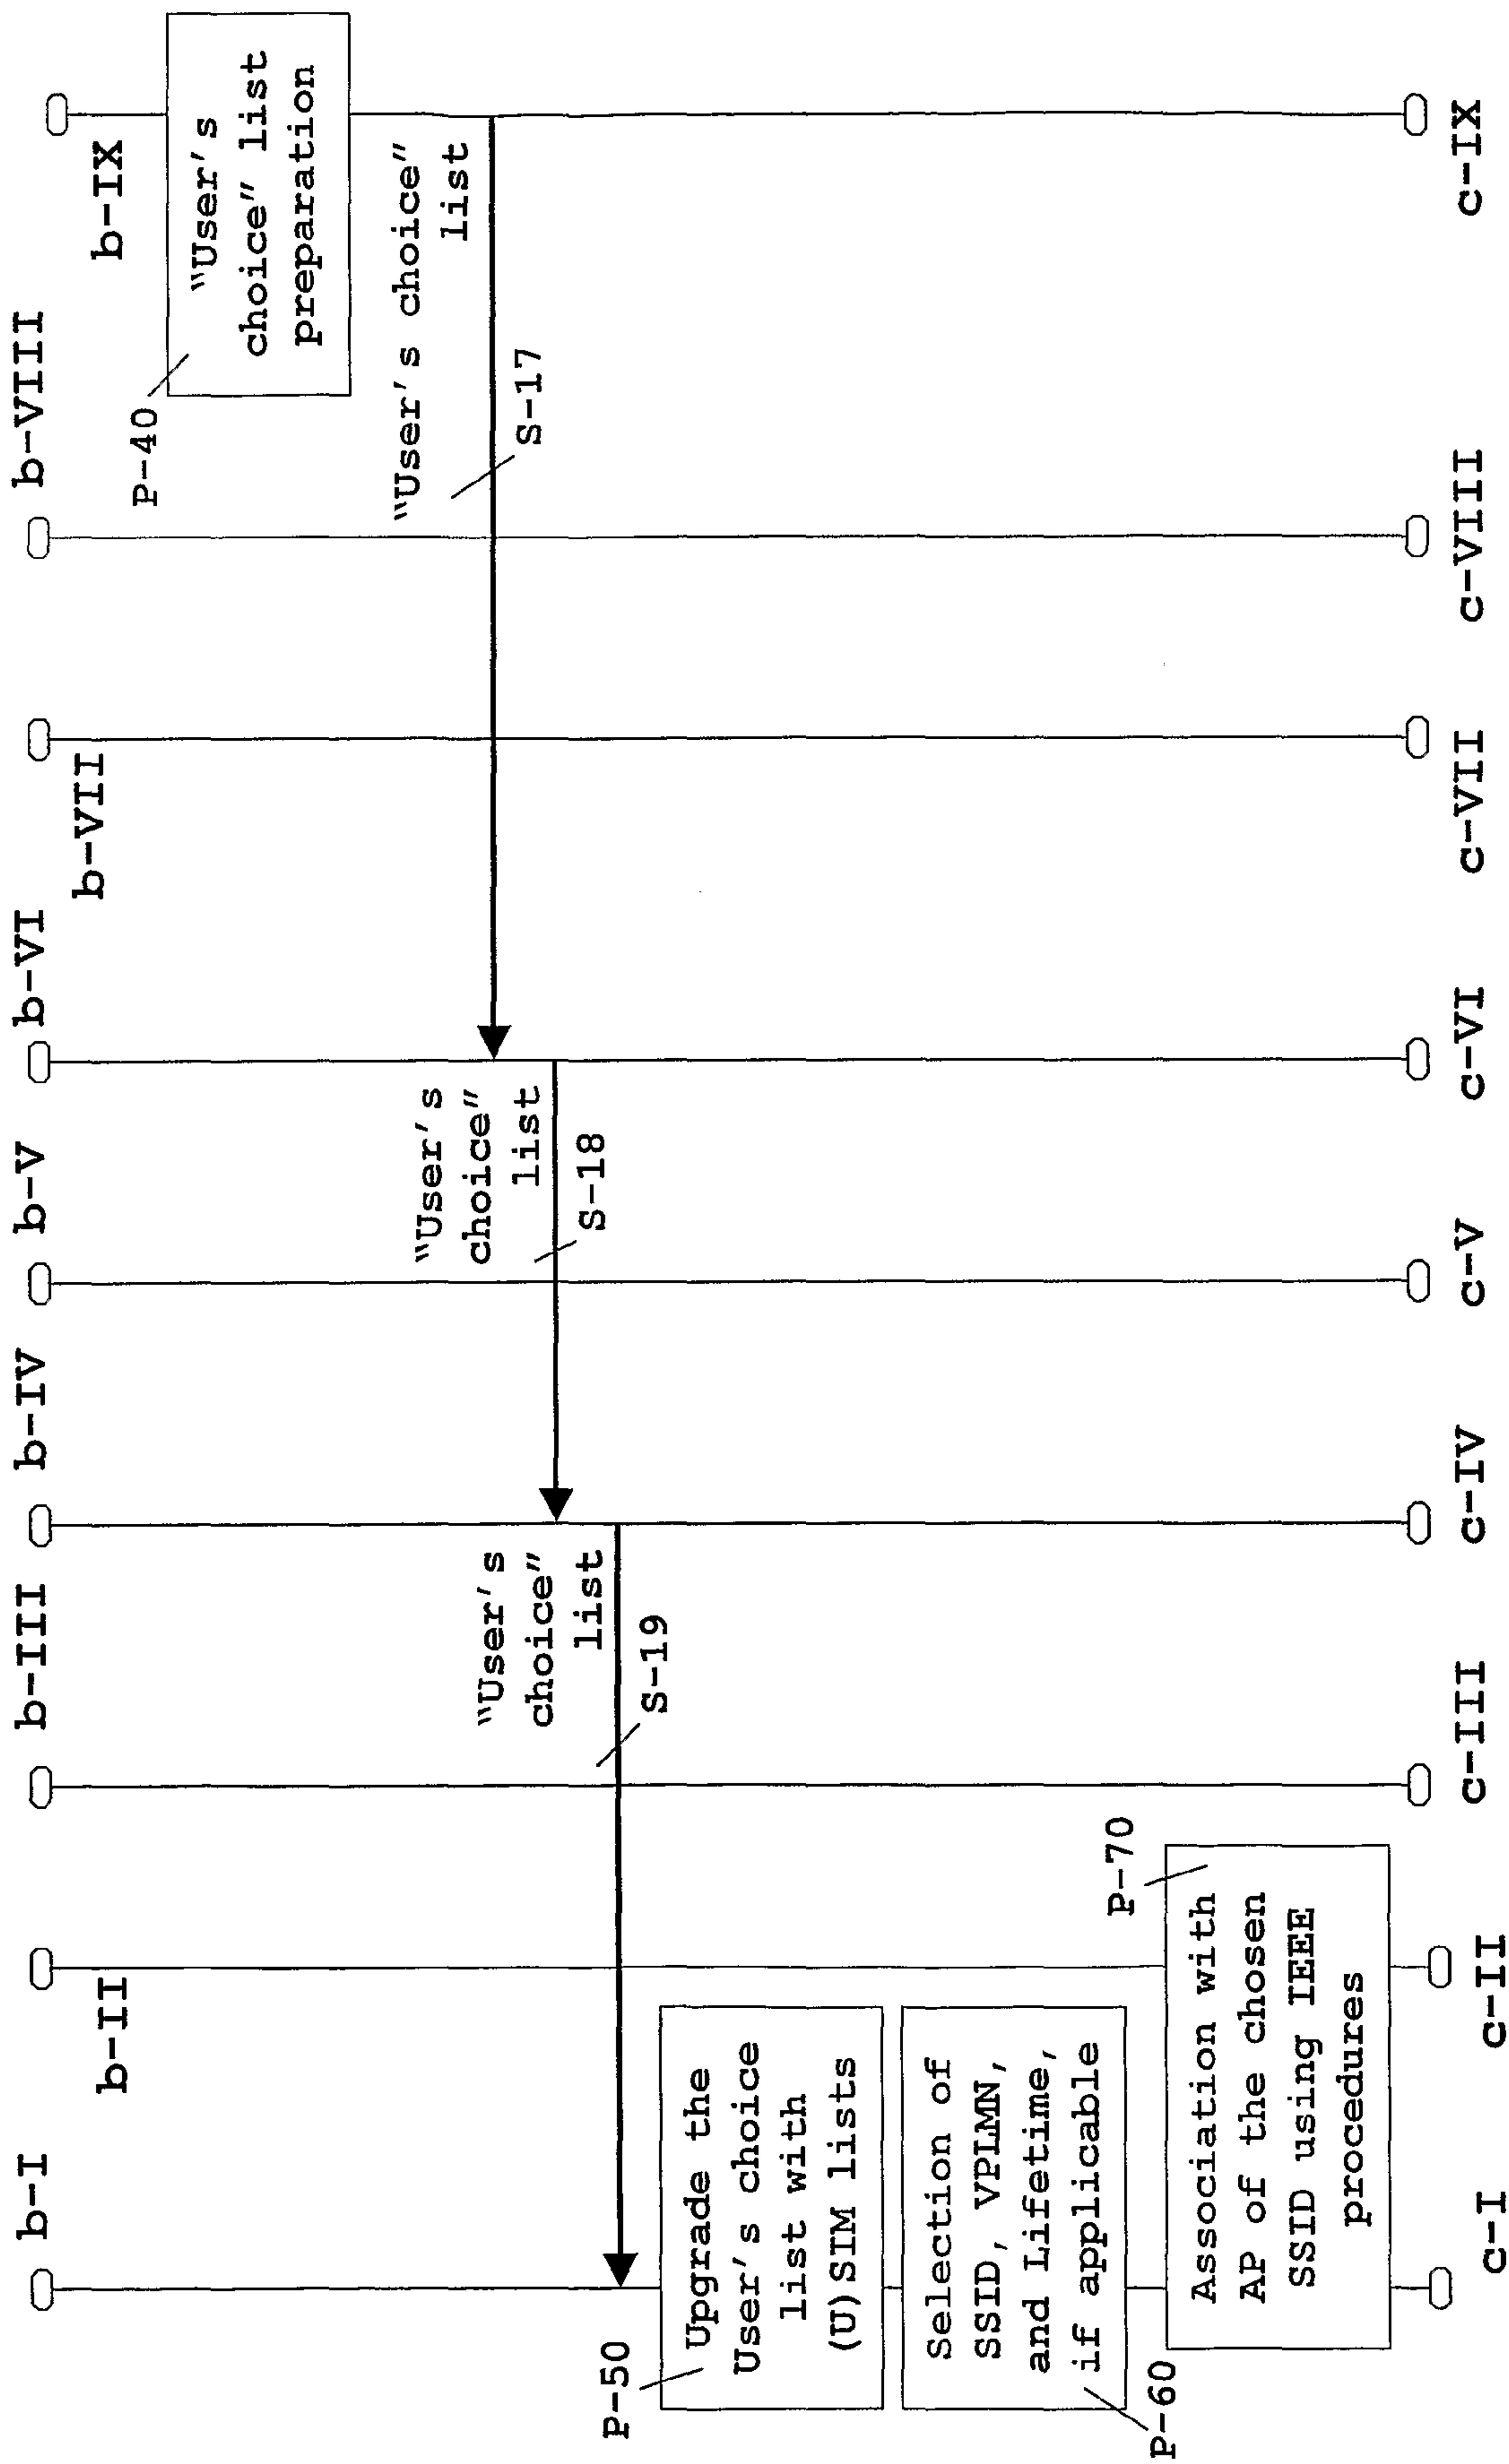 b-I
b-II
b-III
b-IV
b-V
b-VI
b-VII
b-VIII
b-IX
P-40
"User's
choice" list
preparation
"User's choice"
list
S-17
"User's
choice"
list
S-18
"User's
choice"
list
S-19
P-50
Upgrade the
User's choice
list with
(U)SIM lists
Selection of
SSID, VPLMN,
and Lifetime,
if applicable
P-60
P-70
Association with
AP of the chosen
SSID using IEEE
procedures
c-I
c-II
c-III
c-IV
c-V
c-VI
c-VII
c-VIII
c-IX